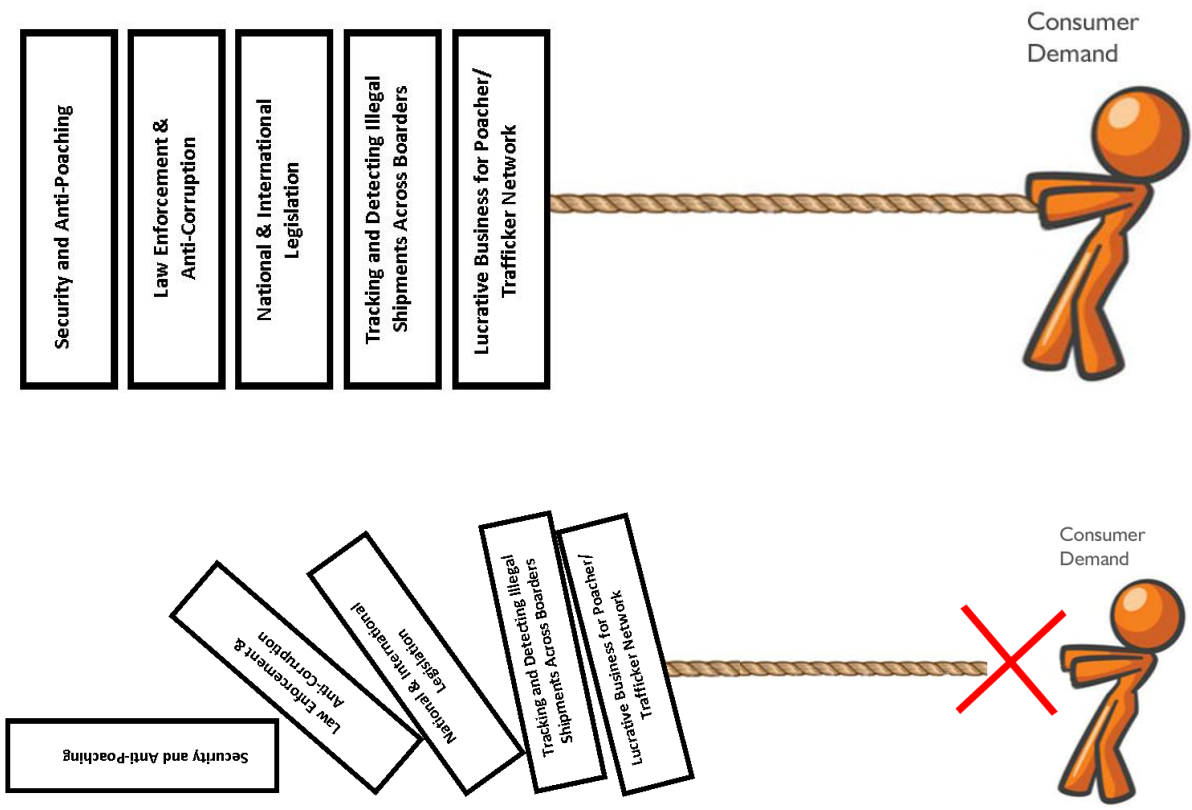 Consumer
Demand
Security and Anti-Poaching
Law Enforcement &
Anti-Corruption
National & International
Legislation
Tracking and Detecting Illegal
Shipments Across Boarders
Lucrative Business for Poacher/
Trafficker Network
Consumer
Demand
Security and Anti-Poaching
Law Enforcement &
Anti-Corruption
National & International
Legislation
Tracking and Detecting Illegal
Shipments Across Boarders
Lucrative Business for Poacher/
Trafficker Network